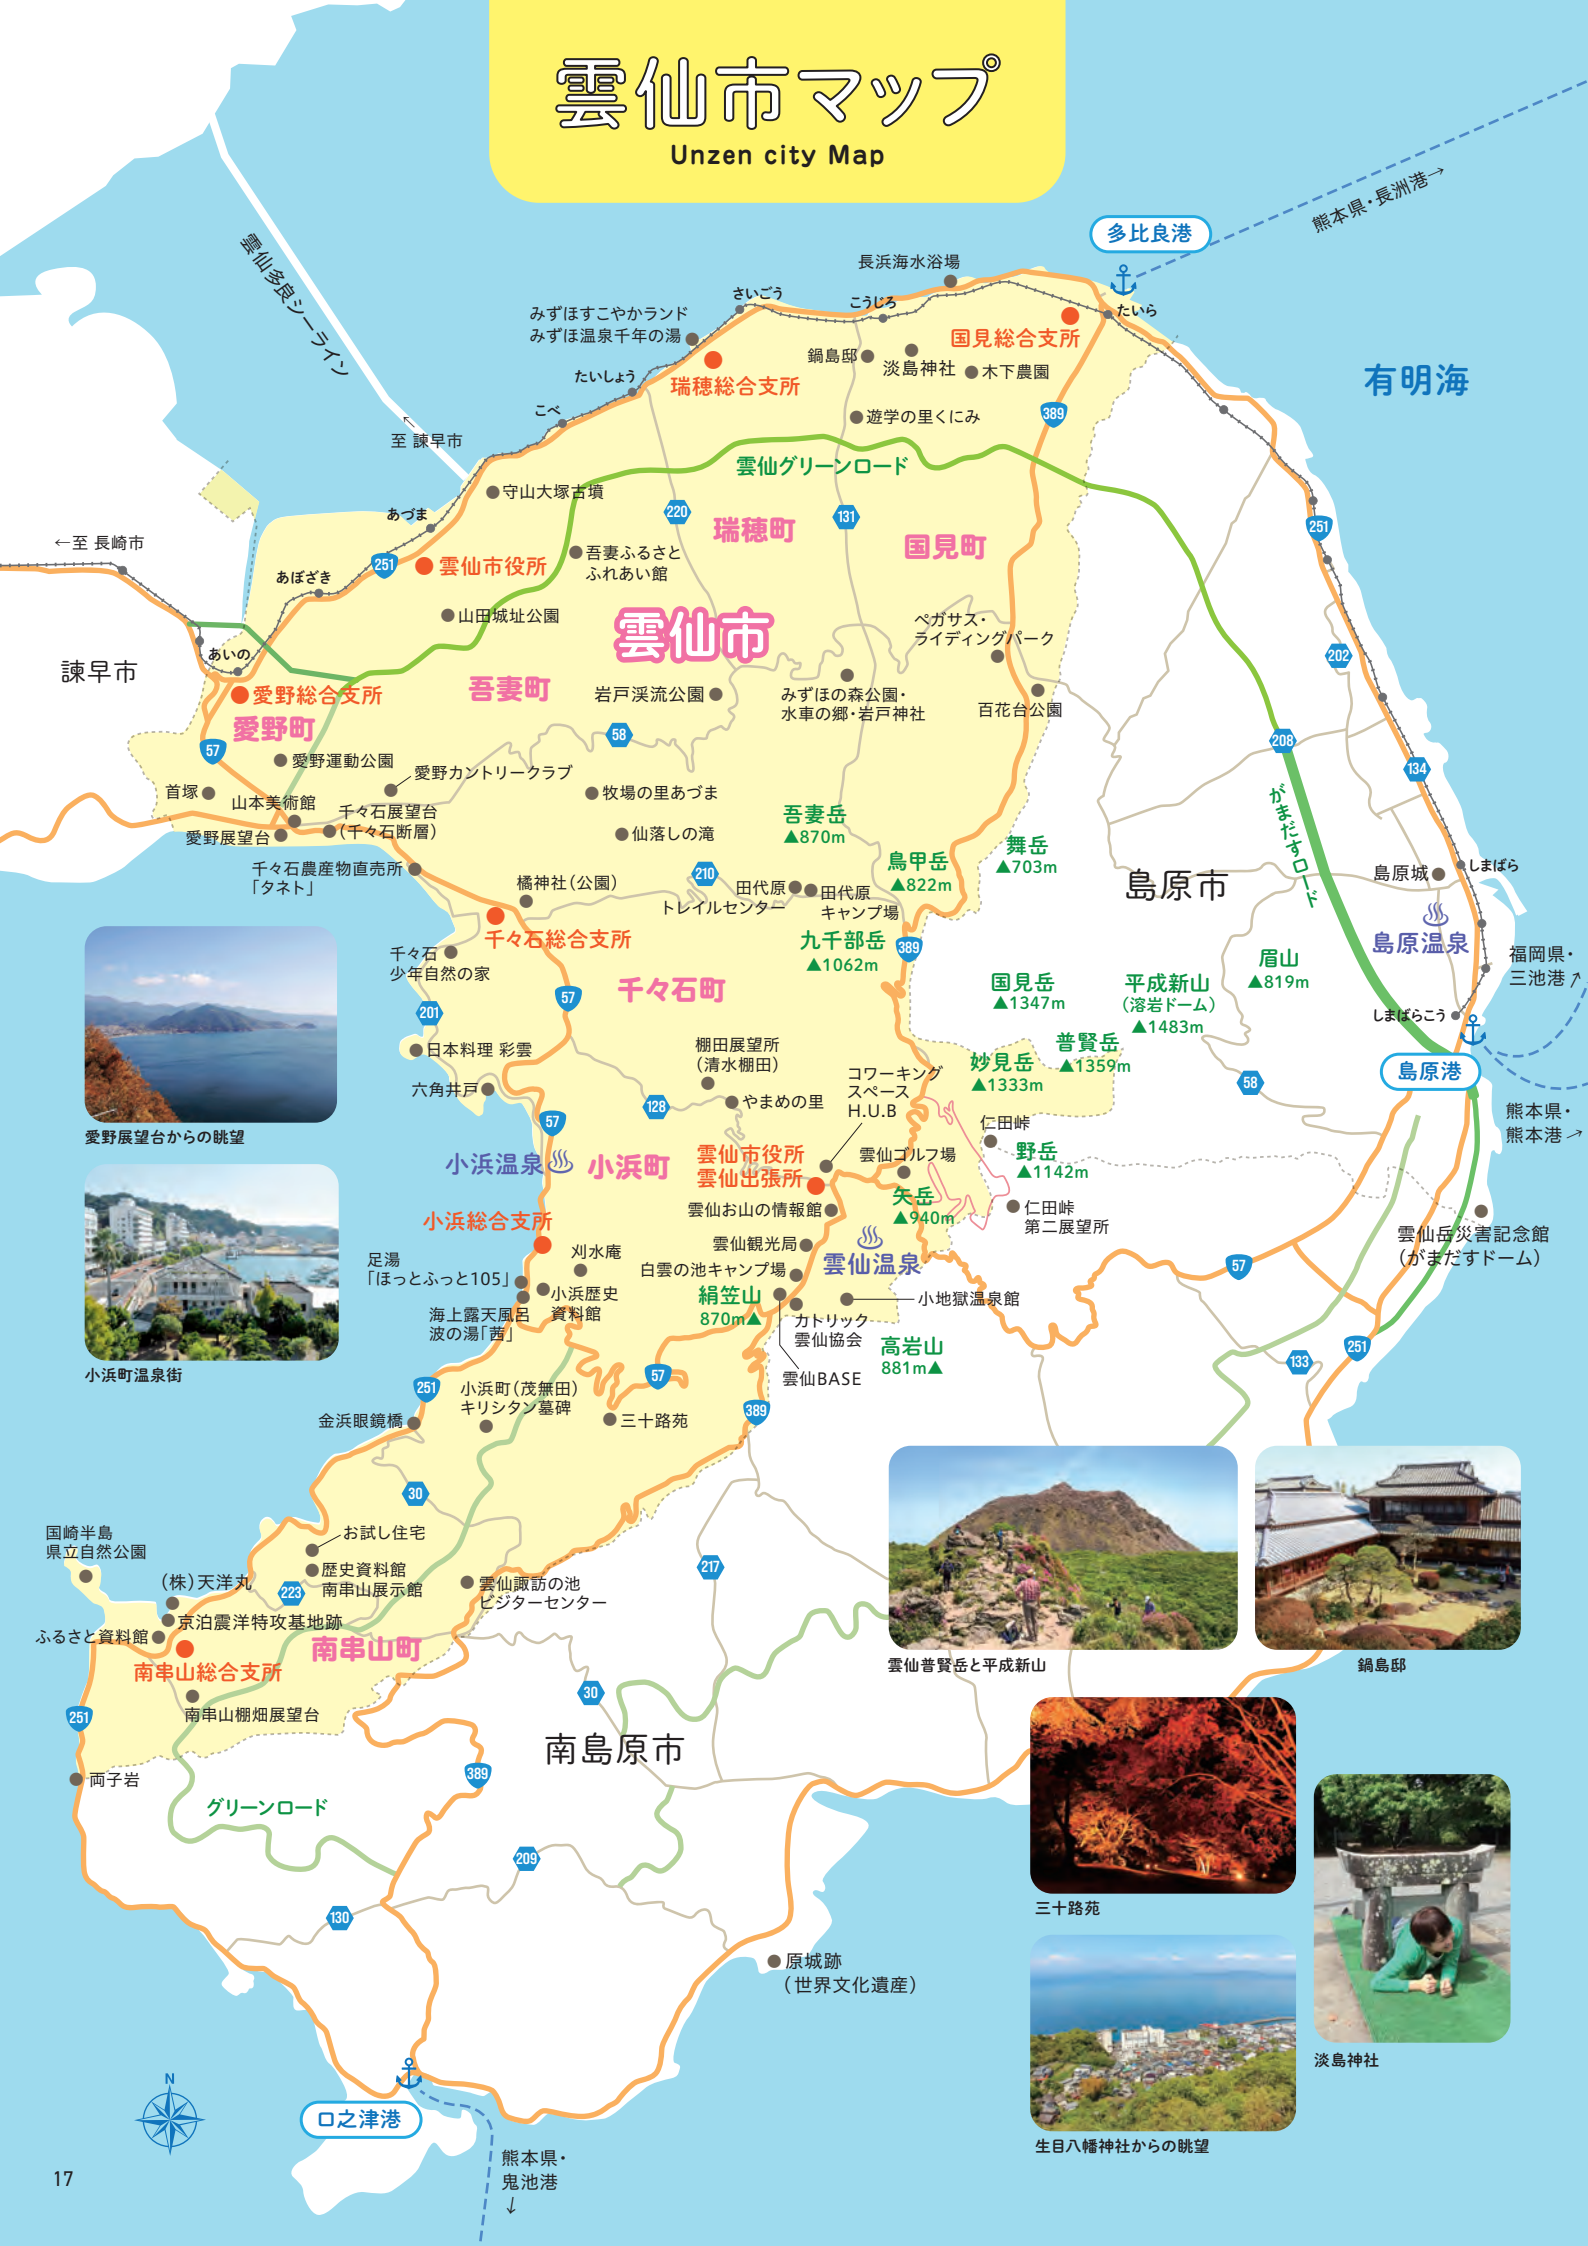 雲仙市マップ
Unzen city Map
熊本県・長洲港→
多比良港
長浜海水浴場
さいごう
こうじろ
たいら
みずほすこやかランド
みずほ温泉千年の湯
国見総合支所
鍋島邸
淡島神社
木下農園
瑞穂総合支所
たいしょう
こべ
雲仙多良シーライン
←
至 諫早市
遊学の里くにみ
389
有明海
雲仙グリーンロード
守山大塚古墳
あづま
220
131
瑞穂町
国見町
251
←至 長崎市
251
雲仙市役所
吾妻ふるさと
ふれあい館
あぼざき
山田城址公園
雲仙市
ペガサス・
ライディングパーク
あいの
諫早市
202
愛野総合支所
吾妻町
岩戸渓流公園
みずほの森公園・
水車の郷・岩戸神社
百花台公園
愛野町
58
57
208
愛野運動公園
愛野カントリークラブ
134
首塚
山本美術館
牧場の里あづま
千々石展望台
(千々石断層)
吾妻岳
▲870m
がまだすロード
愛野展望台
仙落しの滝
舞岳
▲703m
鳥甲岳
▲822m
千々石農産物直売所
「タネト」
橘神社(公園)
210
田代原
トレイルセンター
田代原
キャンプ場
島原市
島原城
しまばら
千々石総合支所
九千部岳
▲1062m
389
島原温泉
千々石
少年自然の家
眉山
▲819m
福岡県・
三池港↗
千々石町
国見岳
▲1347m
平成新山
(溶岩ドーム)
▲1483m
57
201
しまばらこう
日本料理 彩雲
棚田展望所
(清水棚田)
普賢岳
▲1359m
妙見岳
▲1333m
島原港
コワーキング
スペース
H.U.B
六角井戸
128
やまめの里
58
57
仁田峠
熊本県・
熊本港→
愛野展望台からの眺望
小浜温泉
小浜町
雲仙市役所
雲仙出張所
雲仙ゴルフ場
野岳
▲1142m
矢岳
▲940m
雲仙お山の情報館
仁田峠
第二展望所
小浜総合支所
雲仙岳災害記念館
(がまだすドーム)
刈水庵
雲仙観光局
雲仙温泉
57
足湯
「ほっとふっと105」
白雲の池キャンプ場
小浜歴史
資料館
絹笠山
870m▲
小地獄温泉館
海上露天風呂
波の湯「茜」
カトリック
雲仙協会
高岩山
881m▲
251
133
小浜町温泉街
57
雲仙BASE
251
小浜町(茂無田)
キリシタン墓碑
金浜眼鏡橋
三十路苑
389
30
国崎半島
県立自然公園
お試し住宅
歴史資料館
南串山展示館
(株)天洋丸
223
雲仙諏訪の池
ビジターセンター
217
京泊震洋特攻基地跡
ふるさと資料館
南串山町
南串山総合支所
雲仙普賢岳と平成新山
鍋島邸
30
251
南串山棚畑展望台
南島原市
両子岩
389
グリーンロード
209
三十路苑
130
原城跡
(世界文化遺産)
淡島神社
N
口之津港
生目八幡神社からの眺望
熊本県・
鬼池港
↓
17